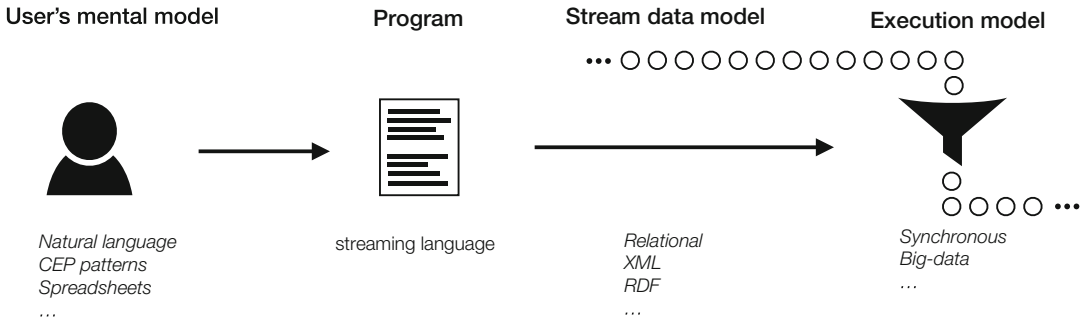 User's mental model
Program
Stream data model
Execution model
Natural language
CEP patterns
Spreadsheets
...
streaming language
Relational
XML
RDF
...
Synchronous
Big-data
...